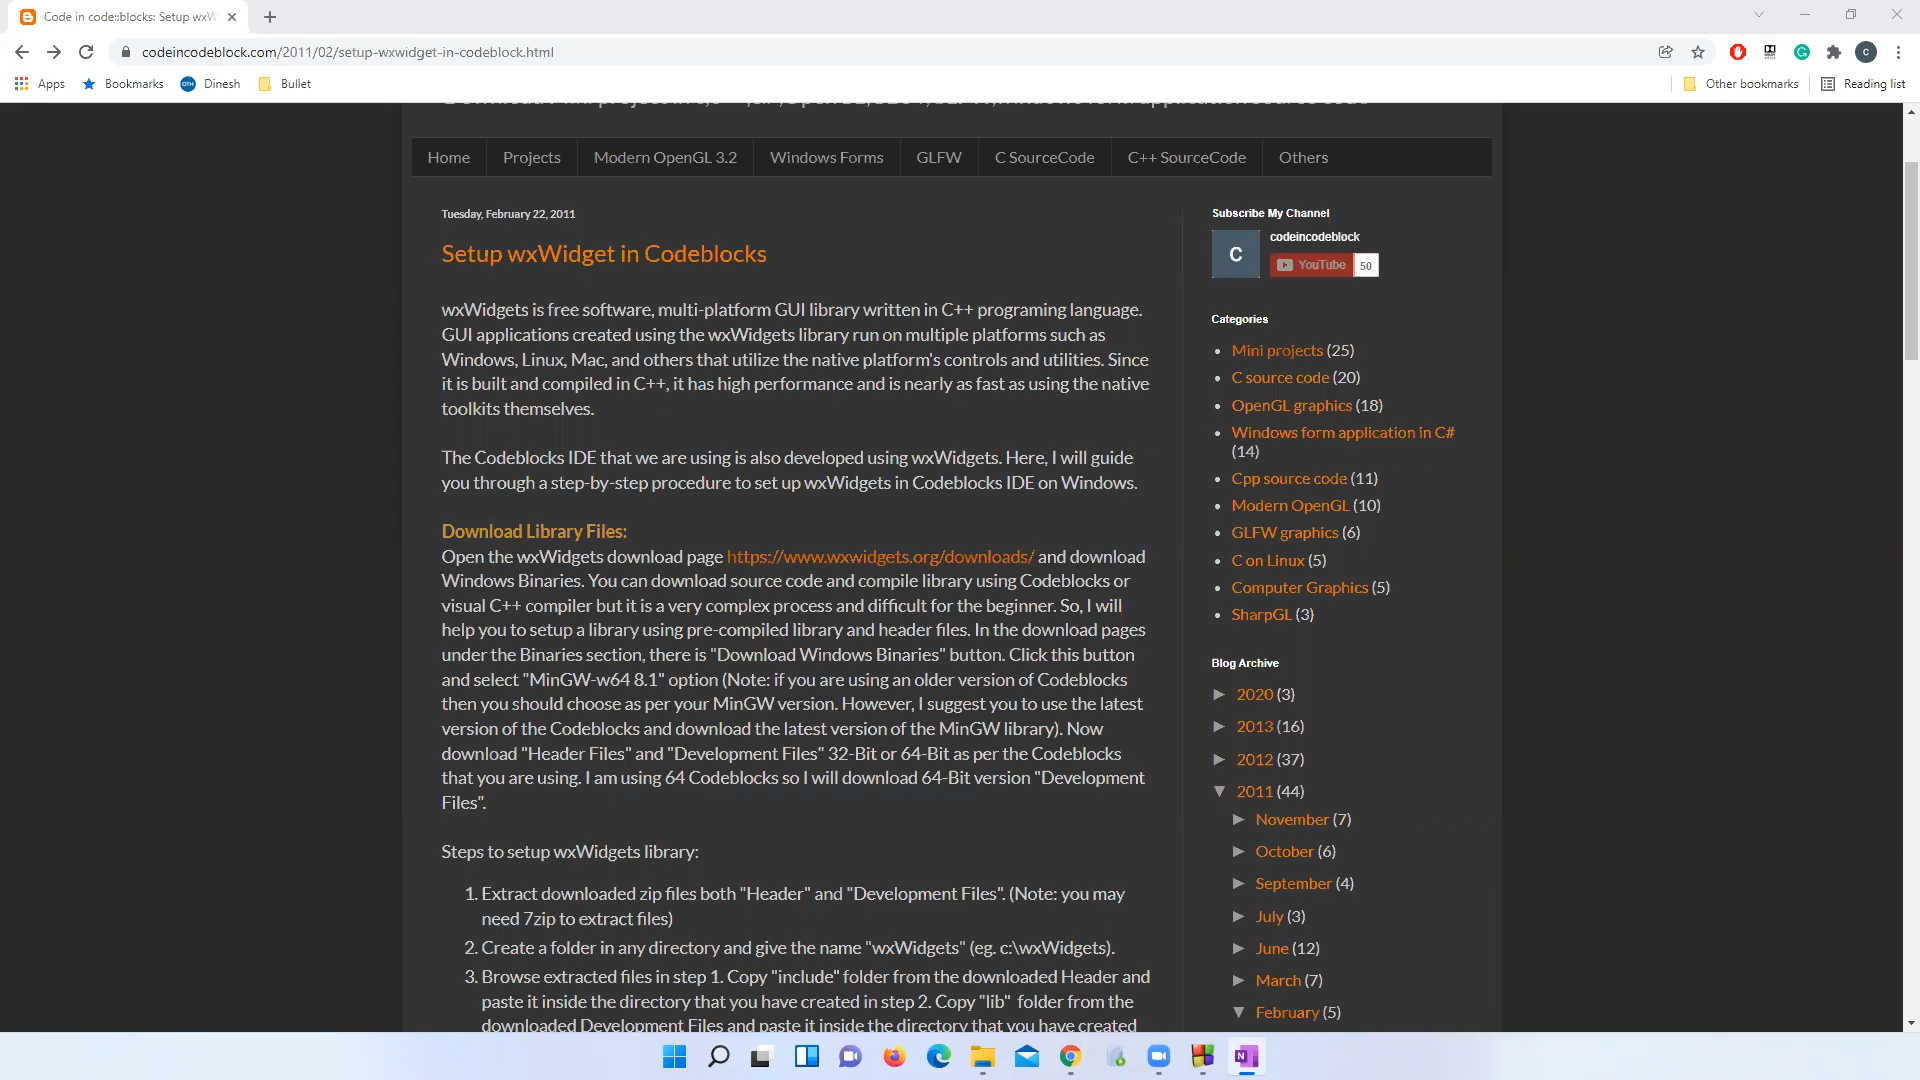 Code in code::blocks: Setup wxW
codeincodeblock.com/2011/02/setup-wxwidget-in-codeblock.html
C
Apps
Bookmarks
OTH
Dinesh
Bullet
Other bookmarks
Reading list
Home
Projects
Modern OpenGL 3.2
Windows Forms
GLFW
C SourceCode
C++ SourceCode
Others
Tuesday, February 22, 2011
Setup wxWidget in Codeblocks
wxWidgets is free software, multi-platform GUI library written in C++ programing language.
GUI applications created using the wxWidgets library run on multiple platforms such as
Windows, Linux, Mac, and others that utilize the native platform's controls and utilities. Since
it is built and compiled in C++, it has high performance and is nearly as fast as using the native
toolkits themselves.
The Codeblocks IDE that we are using is also developed using wxWidgets. Here, I will guide
you through a step-by-step procedure to set up wxWidgets in Codeblocks IDE on Windows.
Download Library Files:
Open the wxWidgets download page https://www.wxwidgets.org/downloads/ and download
Windows Binaries. You can download source code and compile library using Codeblocks or
visual C++ compiler but it is a very complex process and difficult for the beginner. So, I will
help you to setup a library using pre-compiled library and header files. In the download pages
under the Binaries section, there is "Download Windows Binaries" button. Click this button
and select "MinGW-w64 8.1" option (Note: if you are using an older version of Codeblocks
then you should choose as per your MinGW version. However, I suggest you to use the latest
version of the Codeblocks and download the latest version of the MinGW library). Now
download "Header Files" and "Development Files" 32-Bit or 64-Bit as per the Codeblocks
that you are using. I am using 64 Codeblocks so I will download 64-Bit version "Development
Files".
Steps to setup wxWidgets library:
1. Extract downloaded zip files both "Header" and "Development Files". (Note: you may
need 7zip to extract files)
2. Create a folder in any directory and give the name "wxWidgets" (eg. c:\wxWidgets).
3. Browse extracted files in step 1. Copy "include" folder from the downloaded Header and
paste it inside the directory that you have created in step 2. Copy "lib" folder from the
downloaded Development Files and paste it inside the directory that you have created
Subscribe My Channel
C
codeincodeblock
YouTube 50
Categories
Mini projects (25)
C source code (20)
OpenGL graphics (18)
Windows form application in C#
(14)
Cpp source code (11)
Modern OpenGL (10)
GLFW graphics (6)
C on Linux (5)
Computer Graphics (5)
SharpGL (3)
Blog Archive
► 2020 (3)
► 2013 (16)
► 2012 (37)
▼ 2011 (44)
► November (7)
► October (6)
► September (4)
► July (3)
► June (12)
► March (7)
▼ February (5)
N